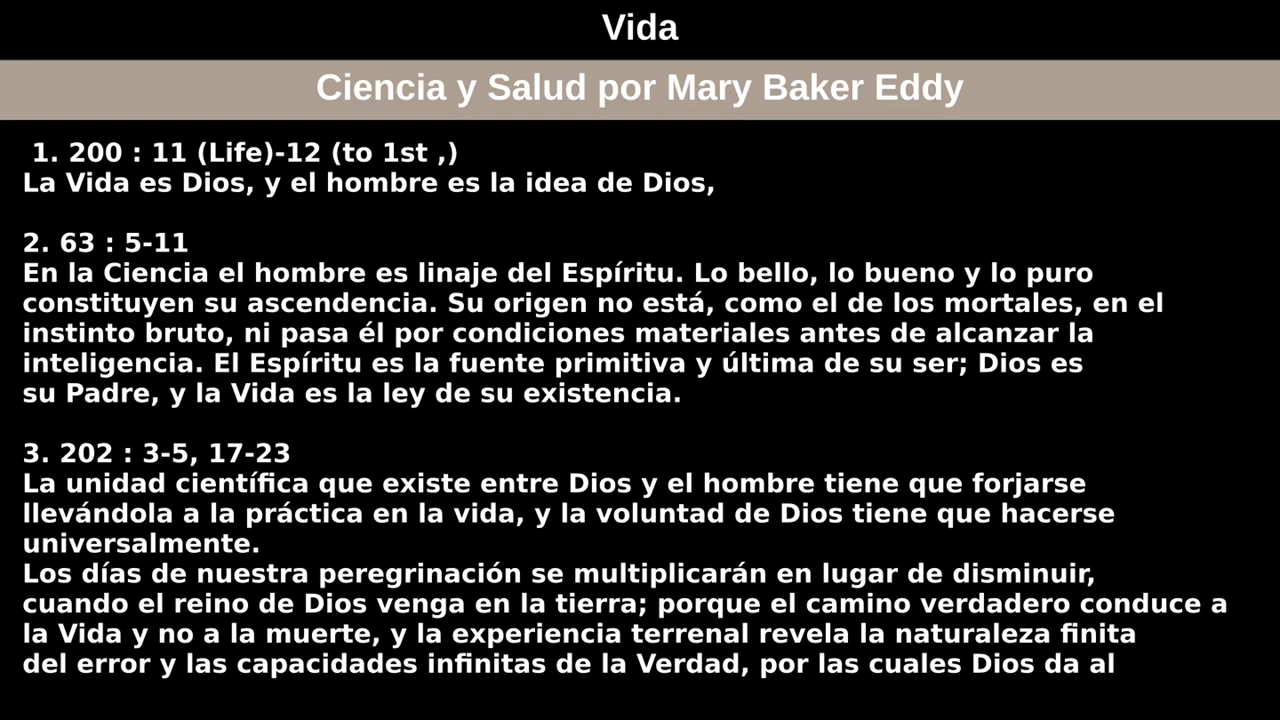 Vida
Ciencia y Salud por Mary Baker Eddy
1. 200 : 11 (Life)-12 (to 1st ,)
La Vida es Dios, y el hombre es la idea de Dios,
2. 63 : 5-11
En la Ciencia el hombre es linaje del Espíritu. Lo bello, lo bueno y lo puro
constituyen su ascendencia. Su origen no está, como el de los mortales, en el
instinto bruto, ni pasa él por condiciones materiales antes de alcanzar la
inteligencia. El Espíritu es la fuente primitiva y última de su ser; Dios es
su Padre, y la Vida es la ley de su existencia.
3. 202 : 3-5, 17-23
La unidad científica que existe entre Dios y el hombre tiene que forjarse
llevándola a la práctica en la vida, y la voluntad de Dios tiene que hacerse
universalmente.
Los días de nuestra peregrinación se multiplicarán en lugar de disminuir,
cuando el reino de Dios venga en la tierra; porque el camino verdadero conduce a
la Vida y no a la muerte, y la experiencia terrenal revela la naturaleza finita
del error y las capacidades infinitas de la Verdad, por las cuales Dios da al